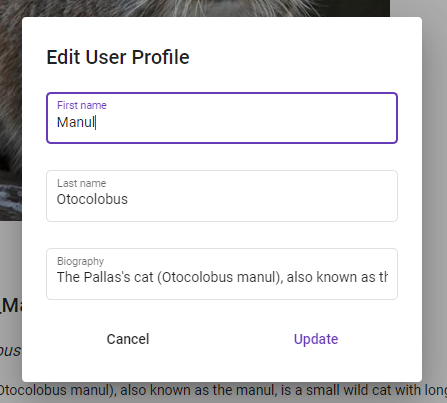 Edit User Profile
First name
Manul
Last name
Otocolobus
Biography
The Pallas's cat (Otocolobus manul), also known as th
Cancel
Update
Otocolobus manul), also known as the manul, is a small wild cat with long